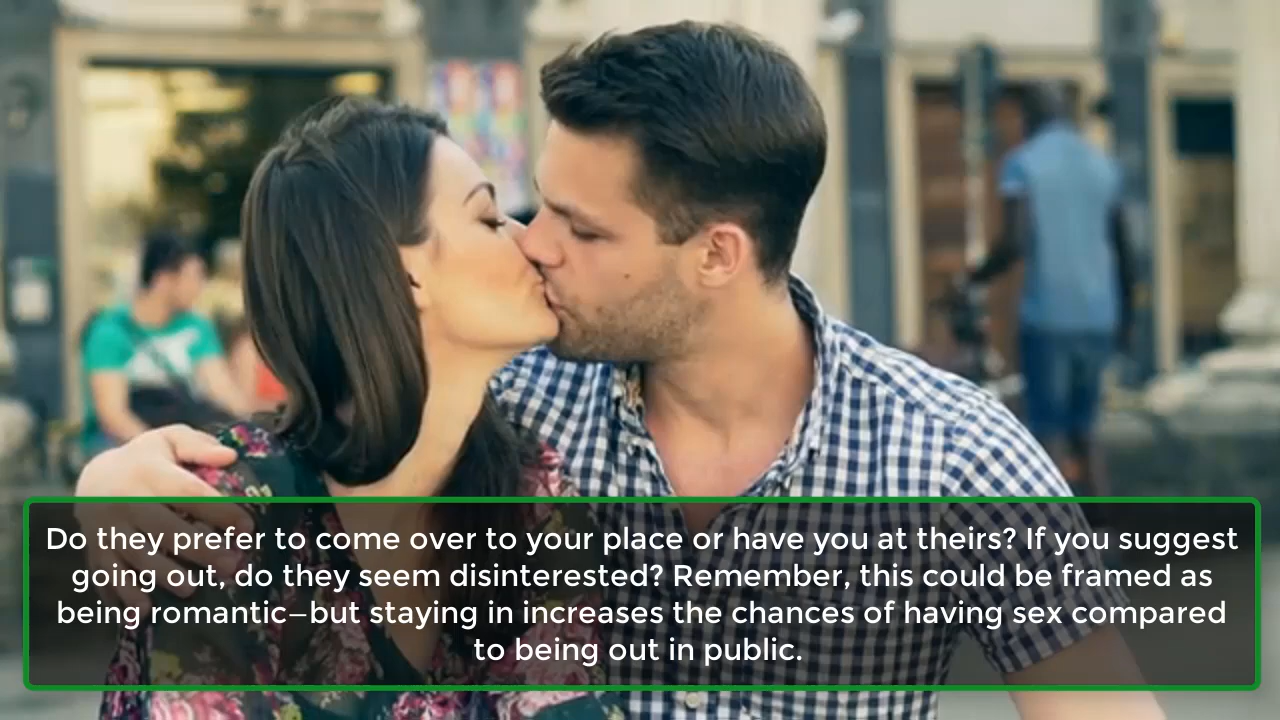 Do they prefer to come over to your place or have you at theirs? If you suggest
going out, do they seem disinterested? Remember, this could be framed as
being romantic—but staying in increases the chances of having sex compared
to being out in public.